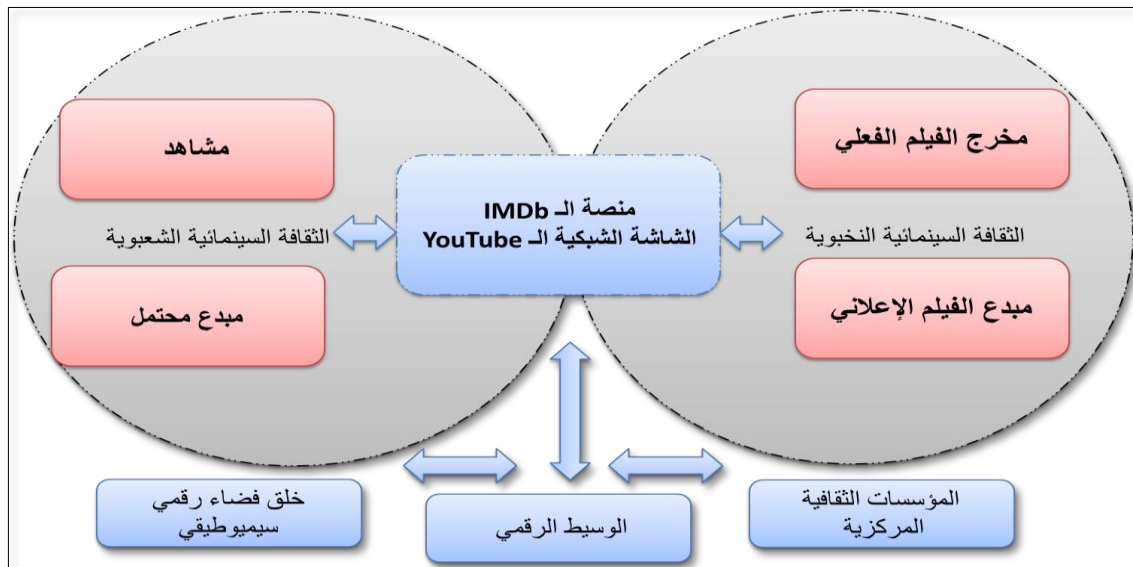 مخرج الفيلم الفعلي
مشاهد
منصة الـ IMDb
الشاشة الشبكية الـ YouTube
الثقافة السينمائية النخبوية
الثقافة السينمائية الشعبوية
مبدع الفيلم الإعلاني
مبدع محتمل
المؤسسات الثقافية
المركزية
الوسيط الرقمي
خلق فضاء رقمي
سيميوطيقي